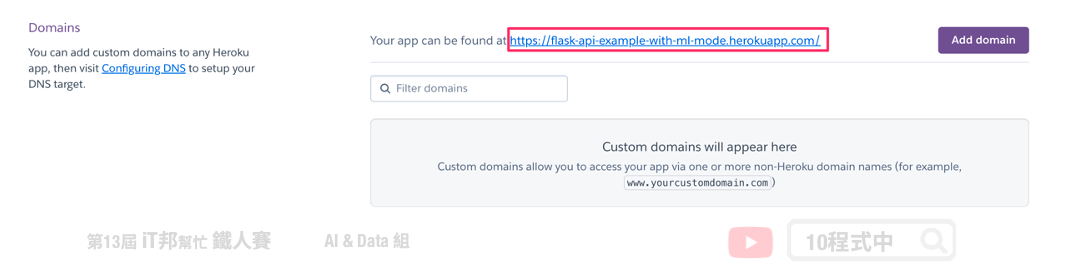 Domains
You can add custom domains to any Heroku
app, then visit Configuring DNS to setup your
DNS target.
Your app can be found at https://flask-api-example-with-ml-mode.herokuapp.com/
Add domain
Filter domains
Custom domains will appear here
Custom domains allow you to access your app via one or more non-Heroku domain names (for example,
www.yourcustomdomain.com)
第13屆 iT邦幫忙 鐵人賽
AI & Data 組
10程式中